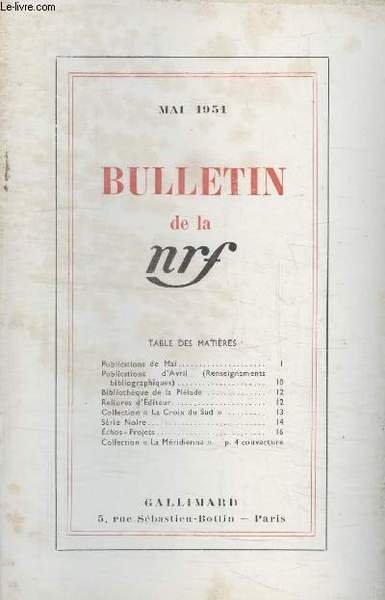 Le-livre.com
MAI 1951
BULLETIN
de la
nrf
TABLE DES MATIÈRES
Publications de Mai..................... 1
Publications d'Avril (Renseignements
bibliographiques)..................... 10
Bibliothèque de la Pléiade ............... 12
Reliures d'Éditeur....................... 12
Collection « La Croix du Sud » .......... 13
Série Noire............................. 14
Échos - Projets ......................... 16
Collection « La Méridienne ».. p. 4 couverture
GALLIMARD
5, rue Sébastien-Bottin — Paris